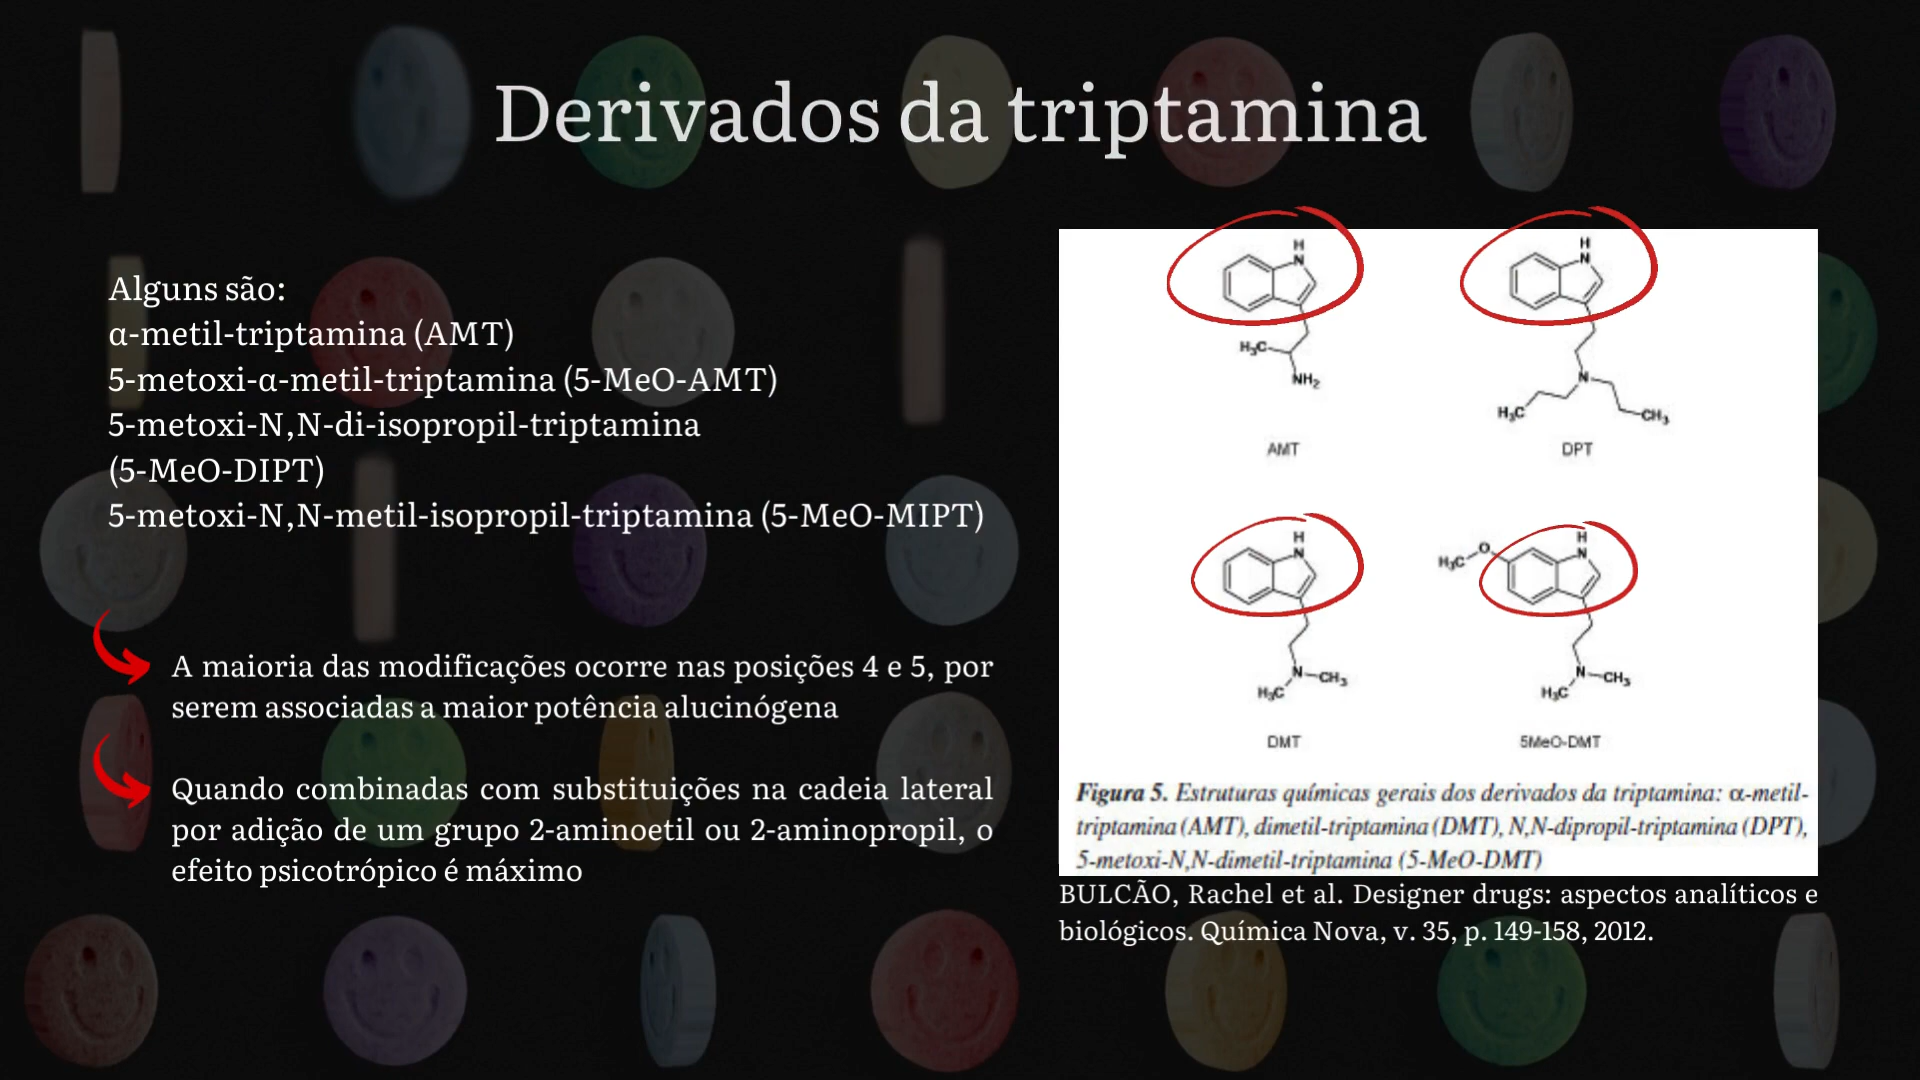 Derivados da triptamina
Alguns são:
α-metil-triptamina (AMT)
5-metoxi-α-metil-triptamina (5-MeO-AMT)
5-metoxi-N,N-di-isopropil-triptamina
(5-MeO-DIPT)
5-metoxi-N,N-metil-isopropil-triptamina (5-MeO-MIPT)
A maioria das modificações ocorre nas posições 4 e 5, por
serem associadas a maior potência alucinógena
Quando combinadas com substituições na cadeia lateral
por adição de um grupo 2-aminoetil ou 2-aminopropil, o
efeito psicotrópico é máximo
H
N
H₃C
NH₂
AMT
H
N
N
H₃C
CH₃
DPT
H
N
N
CH₃
H₃C
DMT
H₃C
O
H
N
N
CH₃
H₃C
5MeO-DMT
Figura 5. Estruturas químicas gerais dos derivados da triptamina: α-metil-
triptamina (AMT), dimetil-triptamina (DMT), N,N-dipropil-triptamina (DPT),
5-metoxi-N,N-dimetil-triptamina (5-MeO-DMT)
BULCÃO, Rachel et al. Designer drugs: aspectos analíticos e
biológicos. Química Nova, v. 35, p. 149-158, 2012.